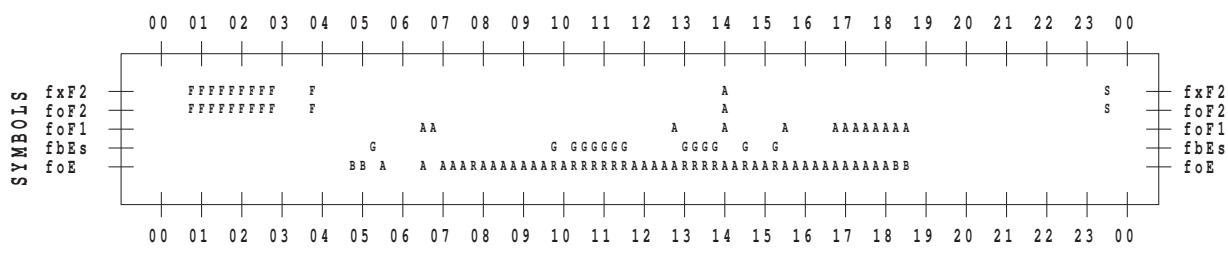 00 01 02 03 04 05 06 07 08 09 10 11 12 13 14 15 16 17 18 19 20 21 22 23 00
SYMBOLS
fxF2 FFFFFFFFF F A S fxF2
foF2 FFFFFFFFF F A S foF2
foF1 AA A A A AAAAAAAA foF1
fbEs G G GGGGGG GGGG G G fbEs
foE BB A A AAARAAAAAAARARRRRRRAAAAARRRRAARAARAAAAAAAAAAABB foE
00 01 02 03 04 05 06 07 08 09 10 11 12 13 14 15 16 17 18 19 20 21 22 23 00